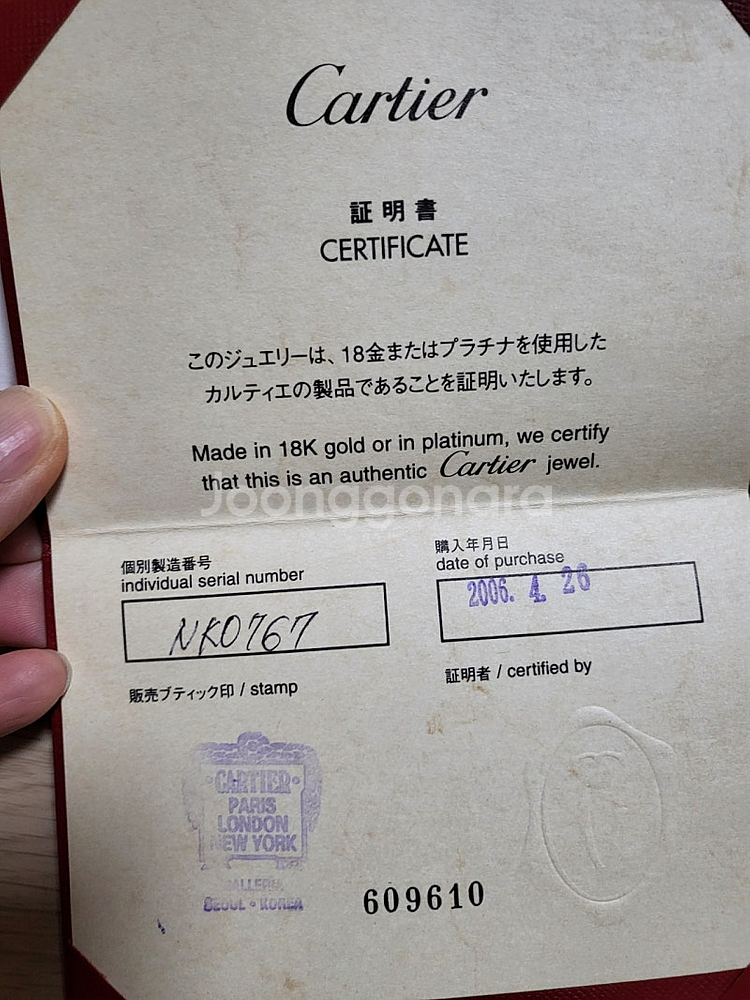 Cartier
証明書
CERTIFICATE
このジュエリーは、18金またはプラチナを使用した
カルティエの製品であることを証明いたします。
Made in 18K gold or in platinum, we certify
that this is an authentic Cartier jewel.
Joonggonara
個別製造番号
individual serial number
NK0767
購入年月日
date of purchase
2006. 4. 26
販売ブティック印 / stamp
証明者 / certified by
CARTIER
PARIS
LONDON
NEW YORK
GALLERIA
SEOUL • KOREA
609610